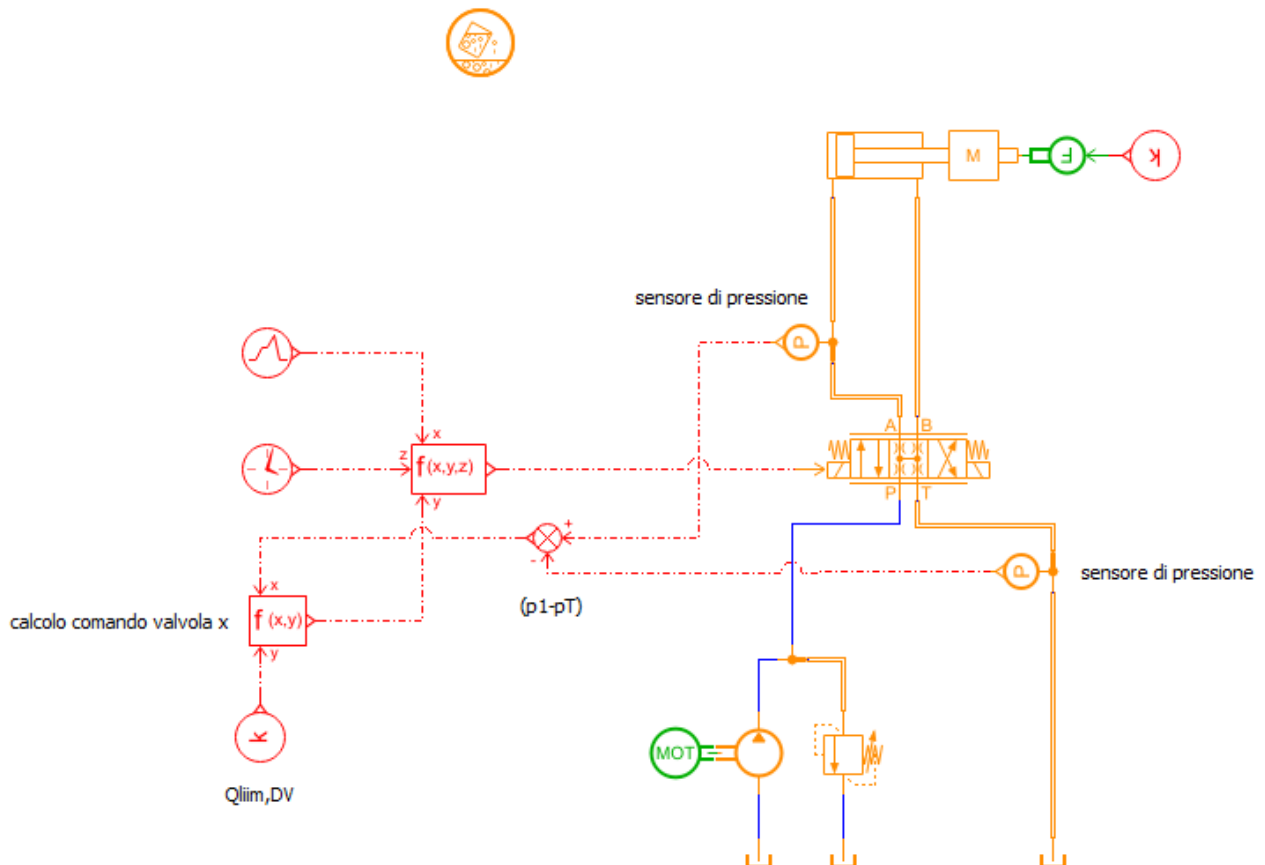 M
F
K
sensore di pressione
P
x
A B
z
f(x,y,z)
y
P T
+
-
P
sensore di pressione
x
(p1-pT)
f(x,y)
calcolo comando valvola x
y
k
MOT
Qliim,DV